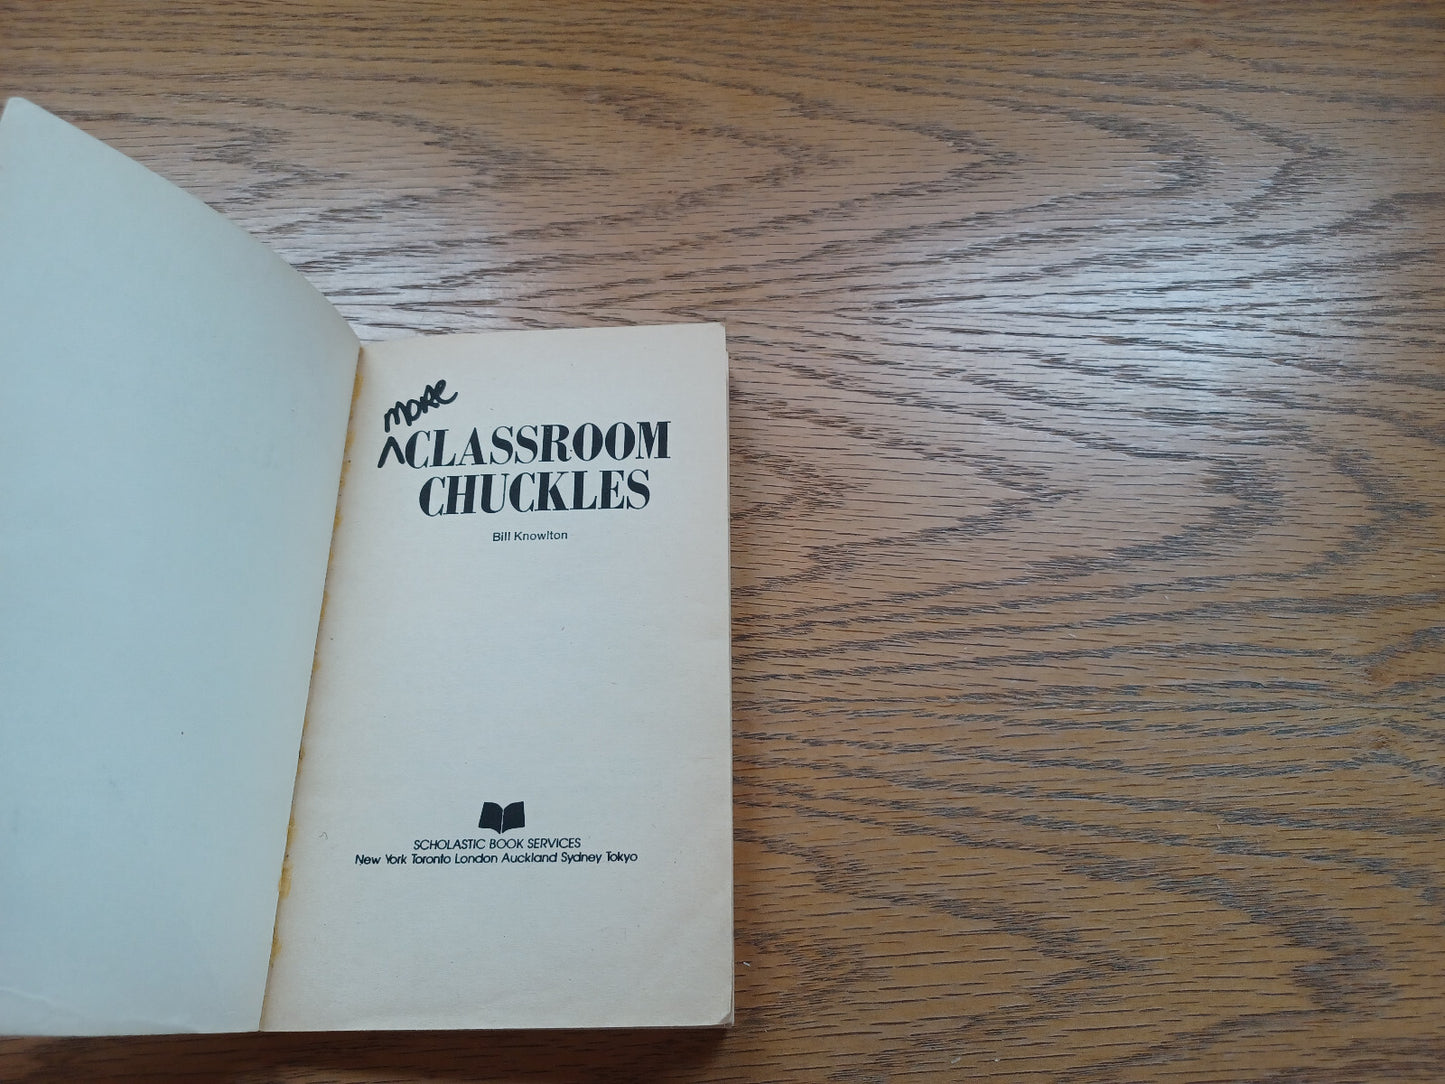 MORE
^CLASSROOM
CHUCKLES
Bill Knowlton
SCHOLASTIC BOOK SERVICES
New York Toronto London Auckland Sydney Tokyo